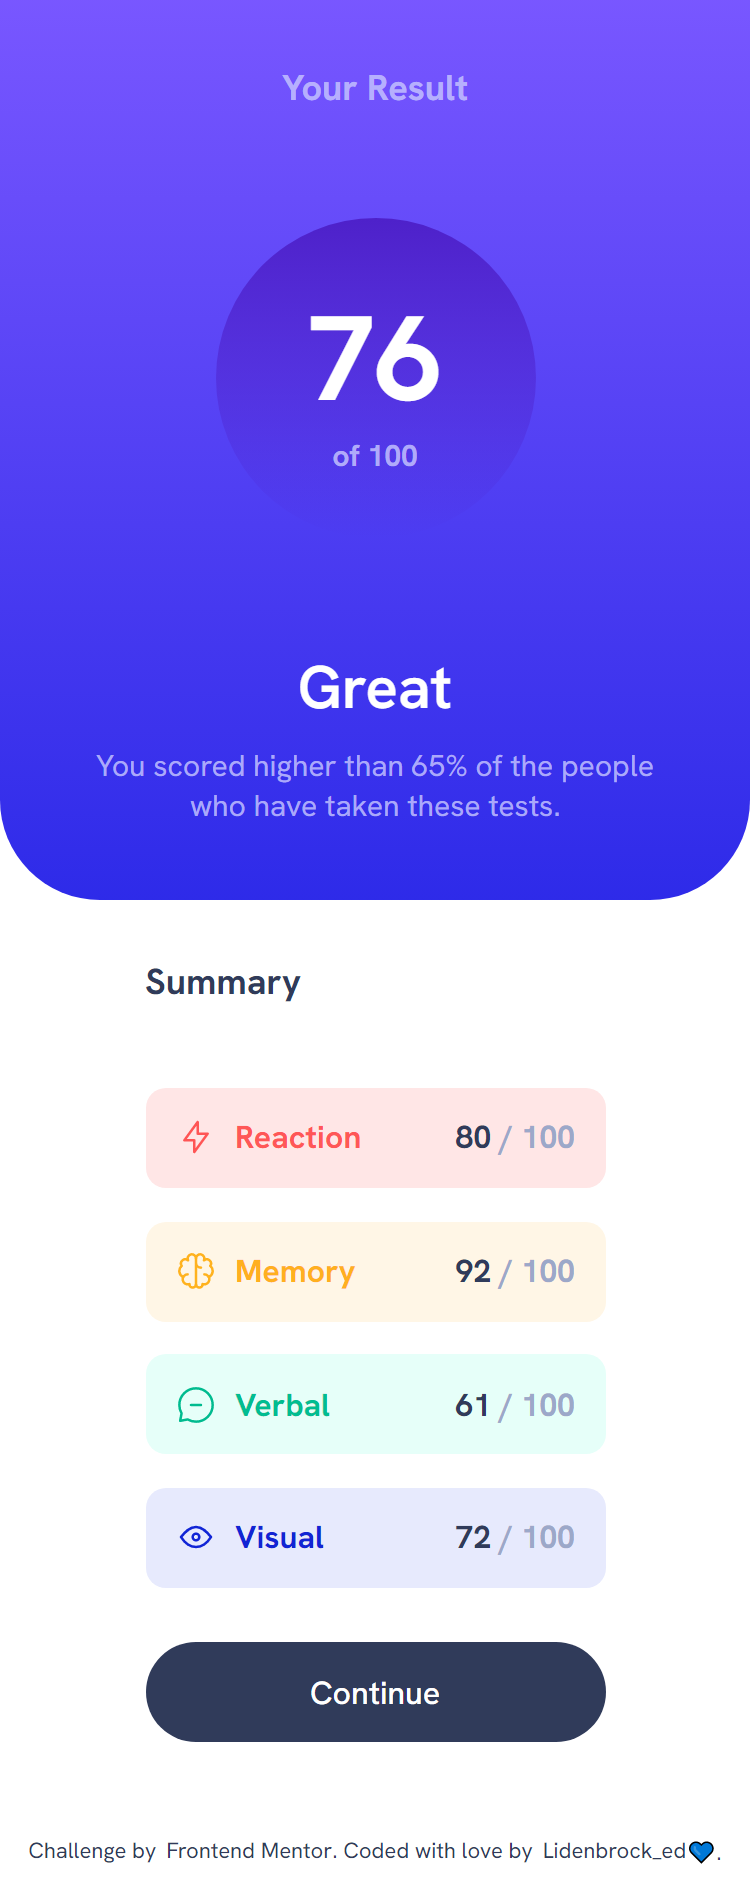 Your Result
76
of 100
Great
You scored higher than 65% of the people
who have taken these tests.
Summary
Reaction 80 / 100
Memory 92 / 100
Verbal 61 / 100
Visual 72 / 100
Continue
Challenge by Frontend Mentor. Coded with love by Lidenbrock_ed💙.